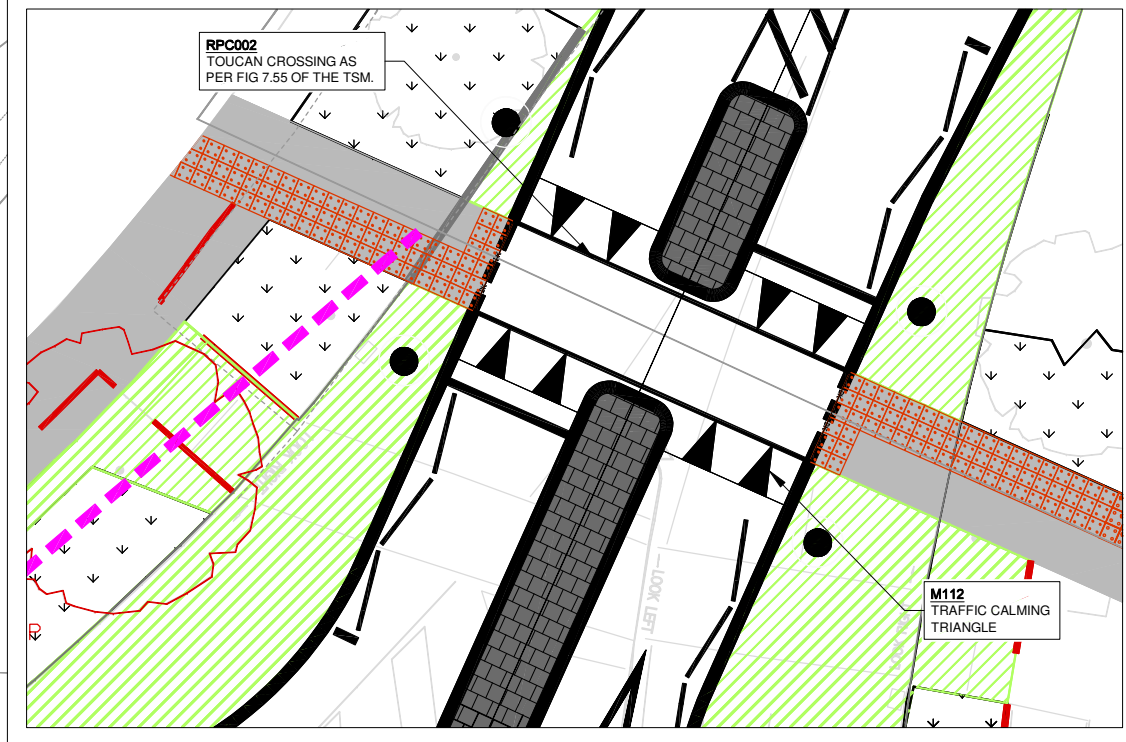 RPC002
TOUCAN CROSSING AS
PER FIG 7.55 OF THE TSM.
LOOK LEFT
M112
TRAFFIC CALMING
TRIANGLE
R